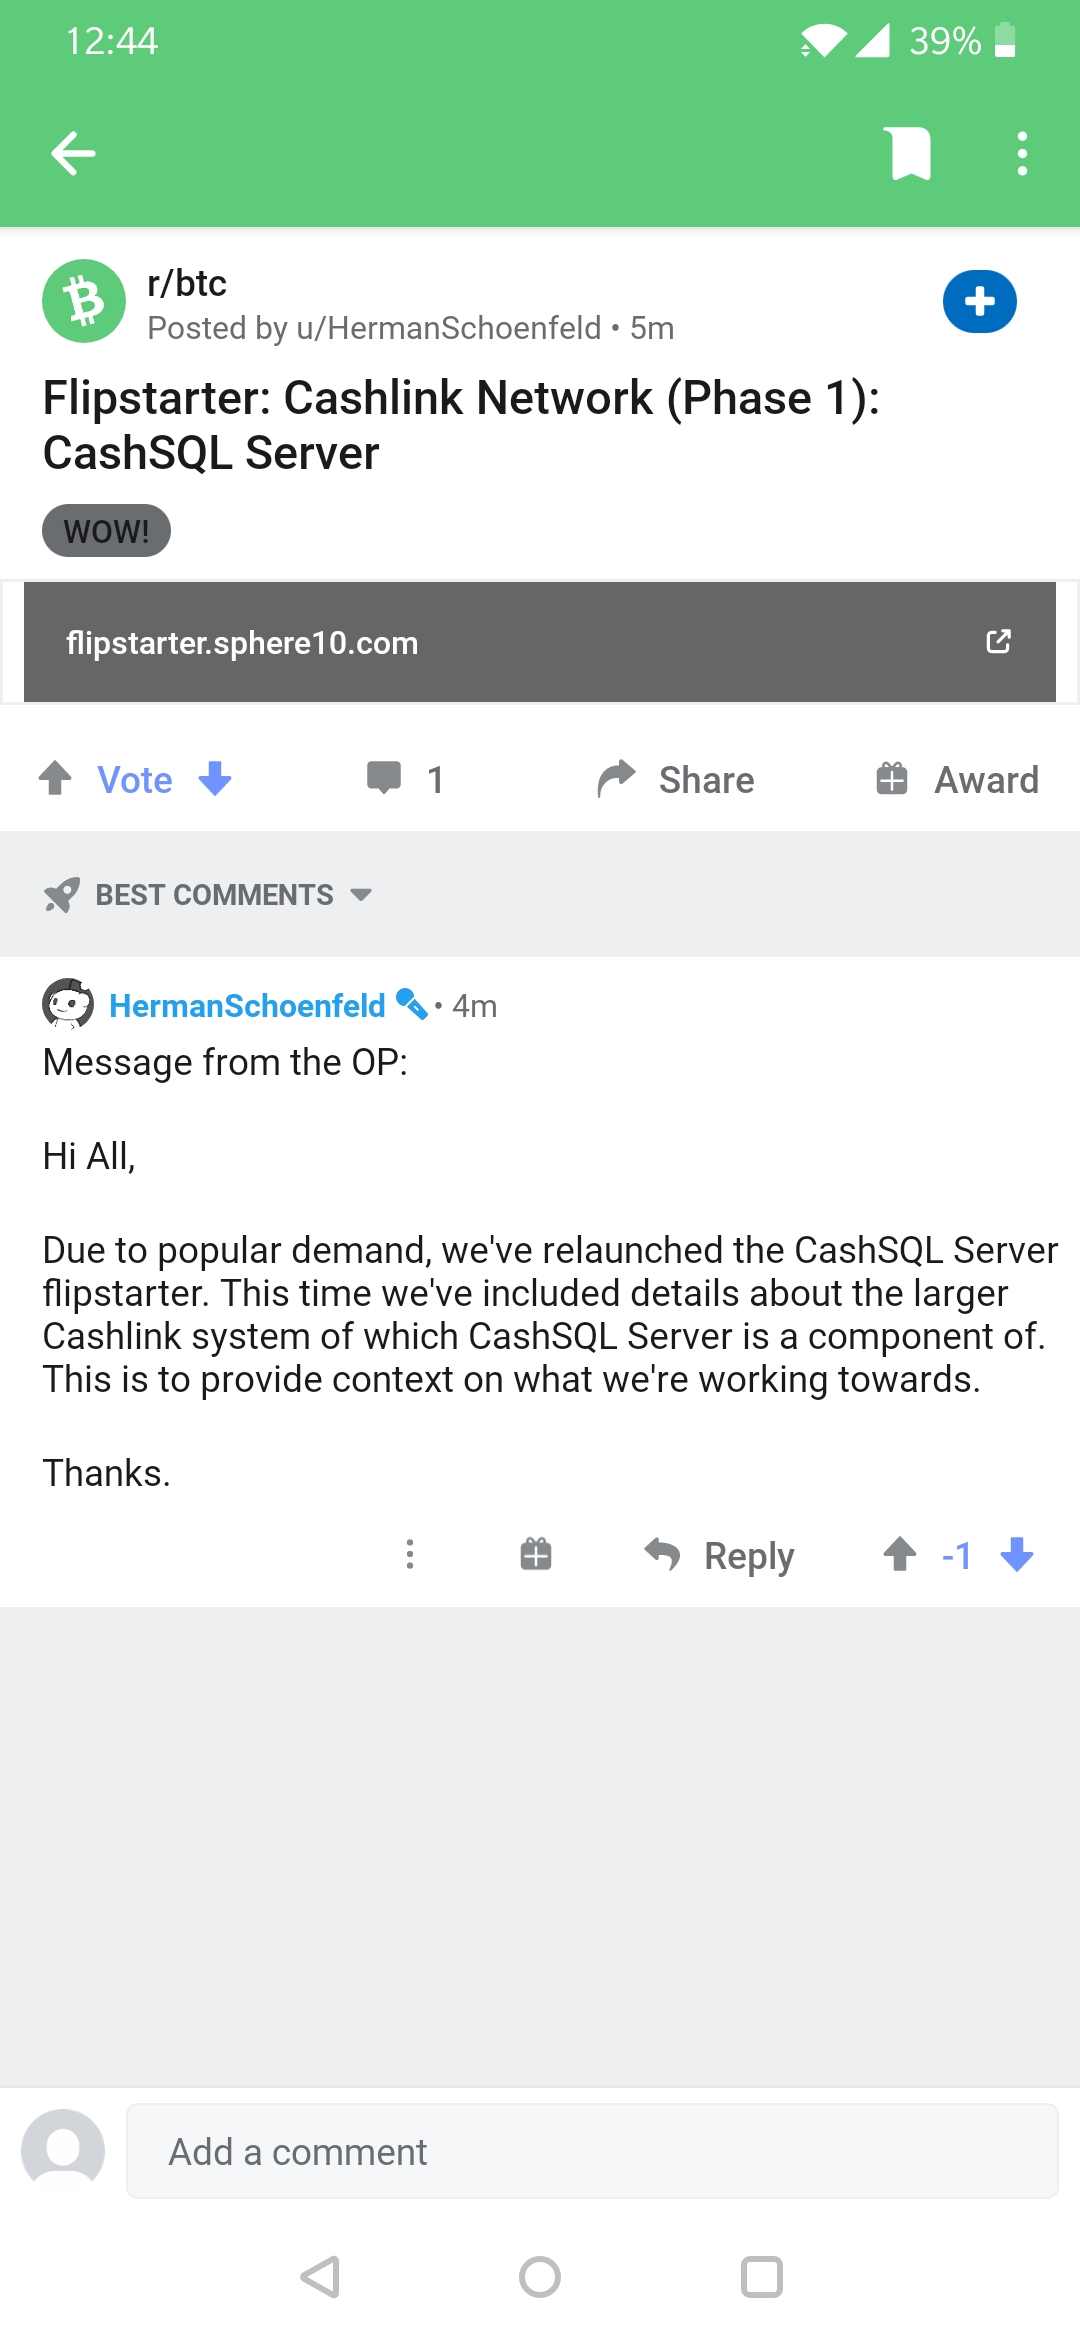 12:44
39%
r/btc
Posted by u/HermanSchoenfeld • 5m
Flipstarter: Cashlink Network (Phase 1):
CashSQL Server
WOW!
flipstarter.sphere10.com
Vote
1
Share
Award
BEST COMMENTS
HermanSchoenfeld • 4m
Message from the OP:
Hi All,
Due to popular demand, we've relaunched the CashSQL Server
flipstarter. This time we've included details about the larger
Cashlink system of which CashSQL Server is a component of.
This is to provide context on what we're working towards.
Thanks.
Reply
-1
Add a comment